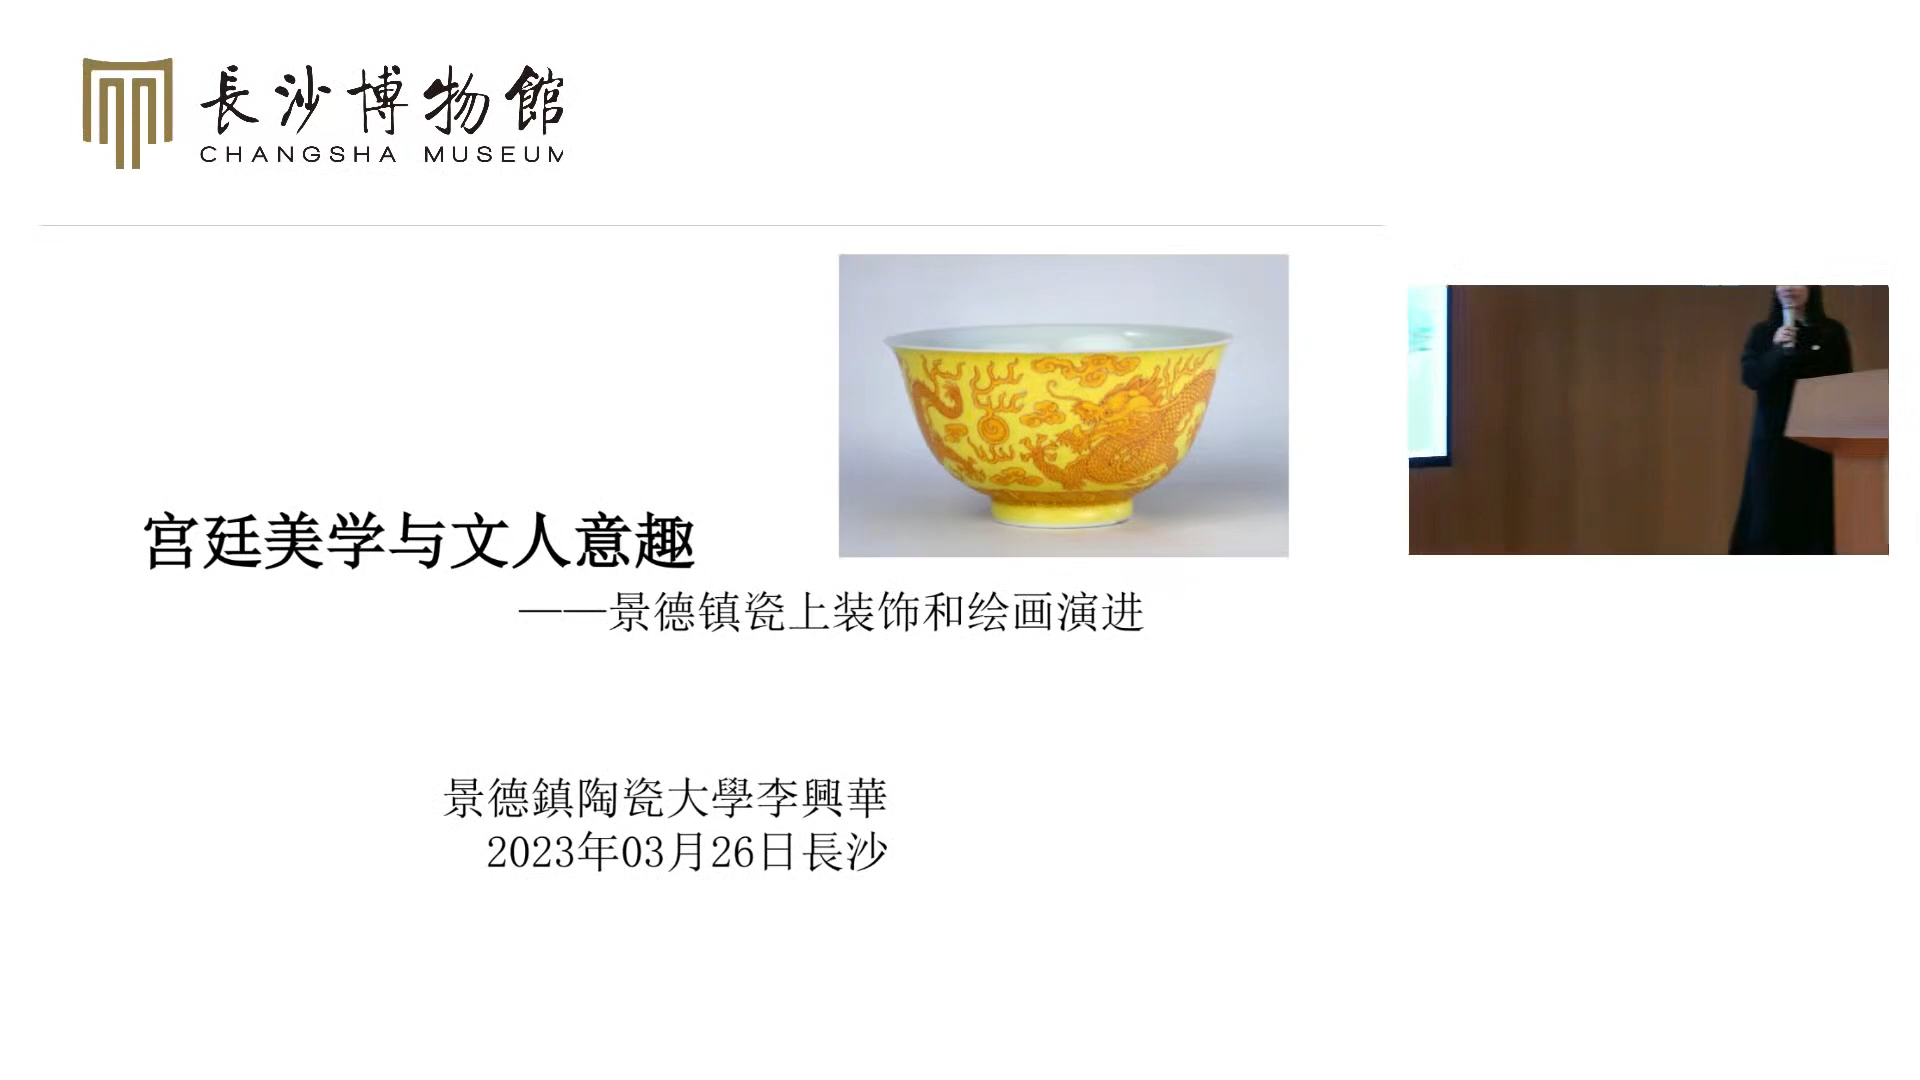 長沙博物館
CHANGSHA MUSEUM
宫廷美学与文人意趣
——景德镇瓷上装饰和绘画演进
景德鎮陶瓷大學李興華
2023年03月26日長沙